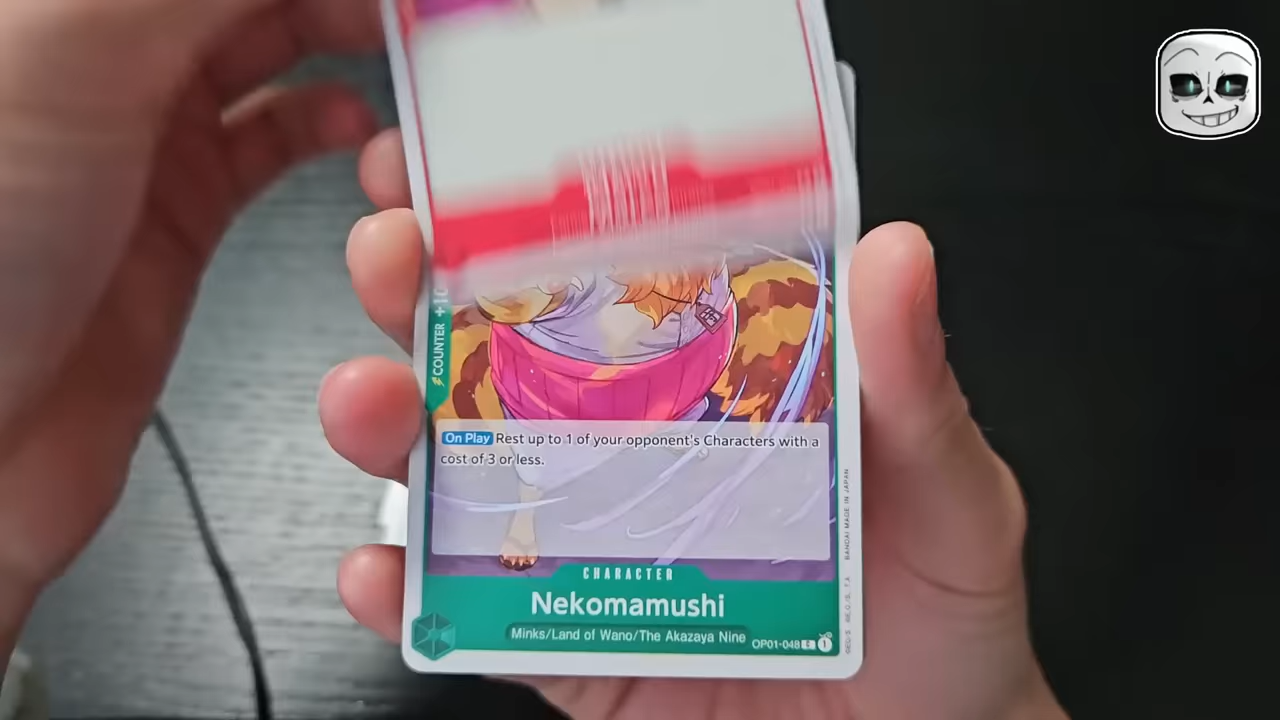 COUNTER +10
On Play Rest up to 1 of your opponent's Characters with a
cost of 3 or less.
CHARACTER
Nekomamushi
Minks/Land of Wano/The Akazaya Nine
OP01-048 C 1
BANDAI MADE IN JAPAN